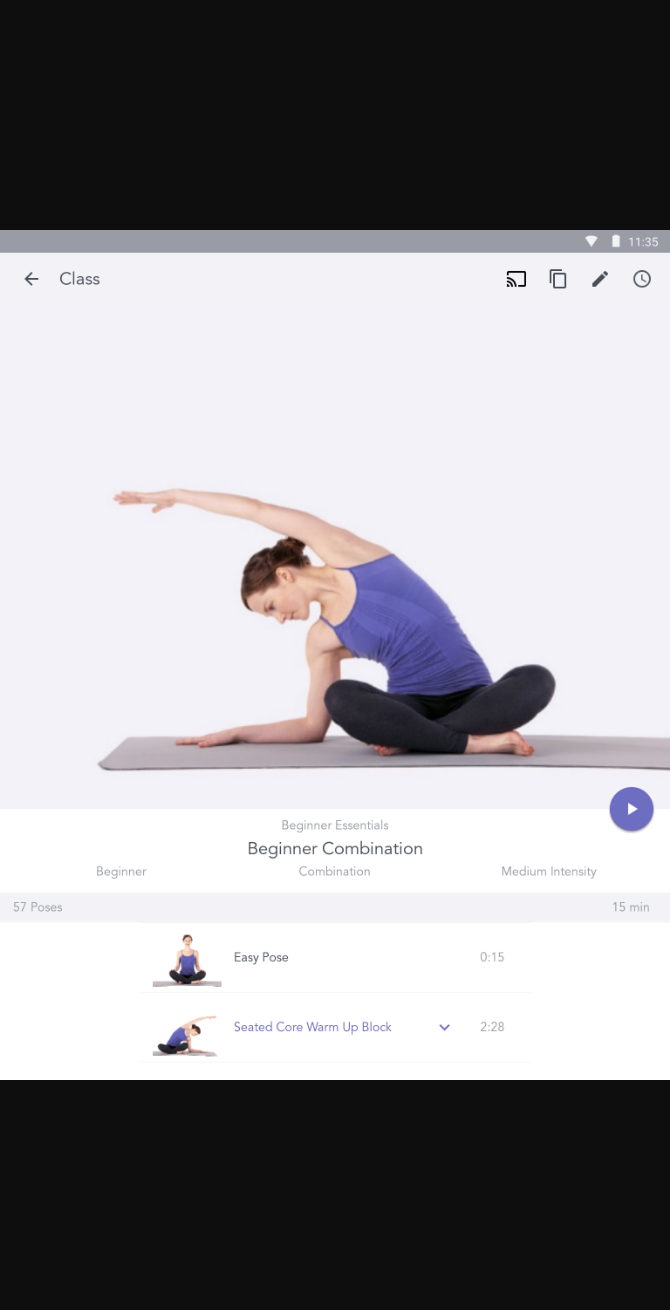 11:35
Class
Beginner Essentials
Beginner Combination
Beginner Combination Medium Intensity
57 Poses 15 min
Easy Pose 0:15
Seated Core Warm Up Block 2:28